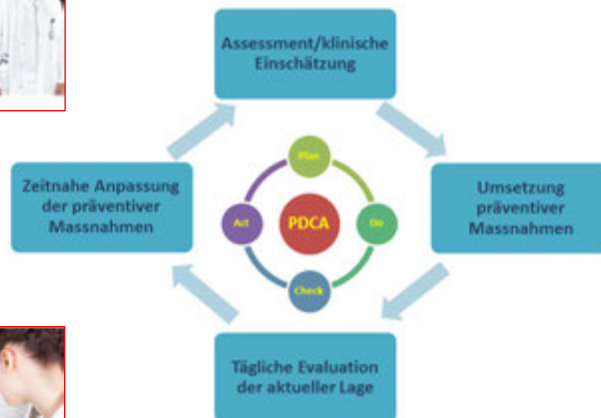 Assessment/klinische
Einschätzung
Plan
Zeitnahe Anpassung
der präventiver
Massnahmen
Act
PDCA
Do
Umsetzung
präventiver
Massnahmen
Check
Tägliche Evaluation
der aktueller Lage